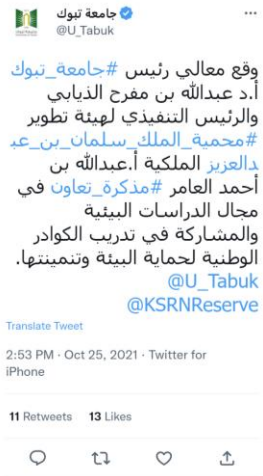 جامعة تبوك
@U_Tabuk
وقع معالي رئيس #جامعة_تبوك
أ.د عبدالله بن مفرح الذيابي
والرئيس التنفيذي لهيئة تطوير
#محمية_الملك_سلمان_بن_عب
دالعزيز الملكية أ.عبدالله بن
أحمد العامر #مذكرة_تعاون في
مجال الدراسات البيئية
والمشاركة في تدريب الكوادر
الوطنية لحماية البيئة وتنمينتها.
@U_Tabuk
@KSRNReserve
Translate Tweet
2:53 PM · Oct 25, 2021 · Twitter for
iPhone
11 Retweets 13 Likes